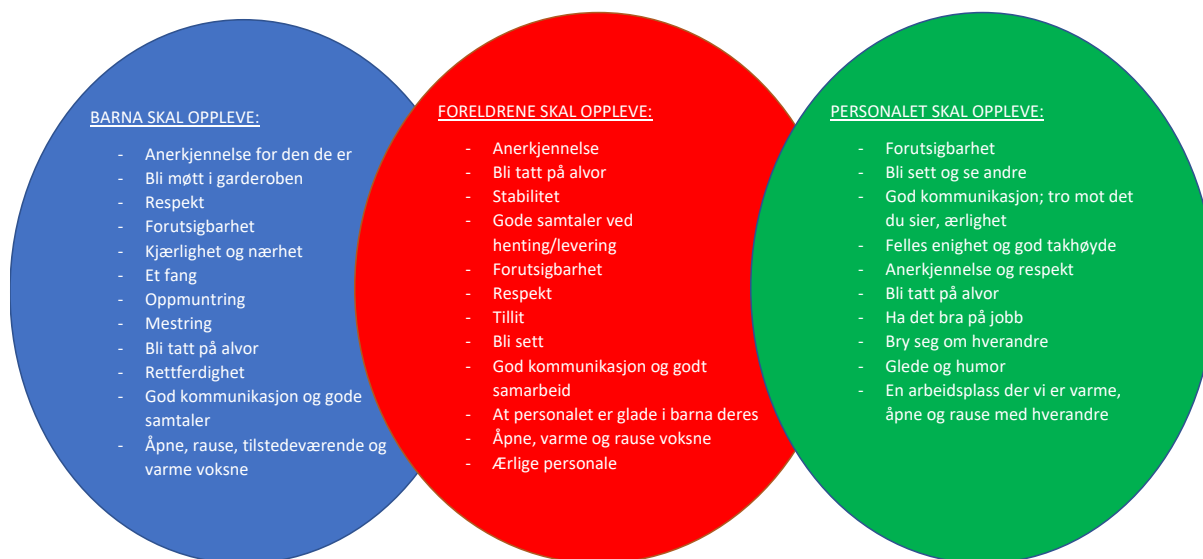 BARNA SKAL OPPLEVE:
- Anerkjennelse for den de er
- Bli møtt i garderoben
- Respekt
- Forutsigbarhet
- Kjærlighet og nærhet
- Et fang
- Oppmuntring
- Mestring
- Bli tatt på alvor
- Rettferdighet
- God kommunikasjon og gode
samtaler
- Åpne, rause, tilstedeværende og
varme voksne
FORELDRENE SKAL OPPLEVE:
- Anerkjennelse
- Bli tatt på alvor
- Stabilitet
- Gode samtaler ved
henting/levering
- Forutsigbarhet
- Respekt
- Tillit
- Bli sett
- God kommunikasjon og godt
samarbeid
- At personalet er glade i barna deres
- Åpne, varme og rause voksne
- Ærlige personale
PERSONALET SKAL OPPLEVE:
- Forutsigbarhet
- Bli sett og se andre
- God kommunikasjon; tro mot det
du sier, ærlighet
- Felles enighet og god takhøyde
- Anerkjennelse og respekt
- Bli tatt på alvor
- Ha det bra på jobb
- Bry seg om hverandre
- Glede og humor
- En arbeidsplass der vi er varme,
åpne og rause med hverandre